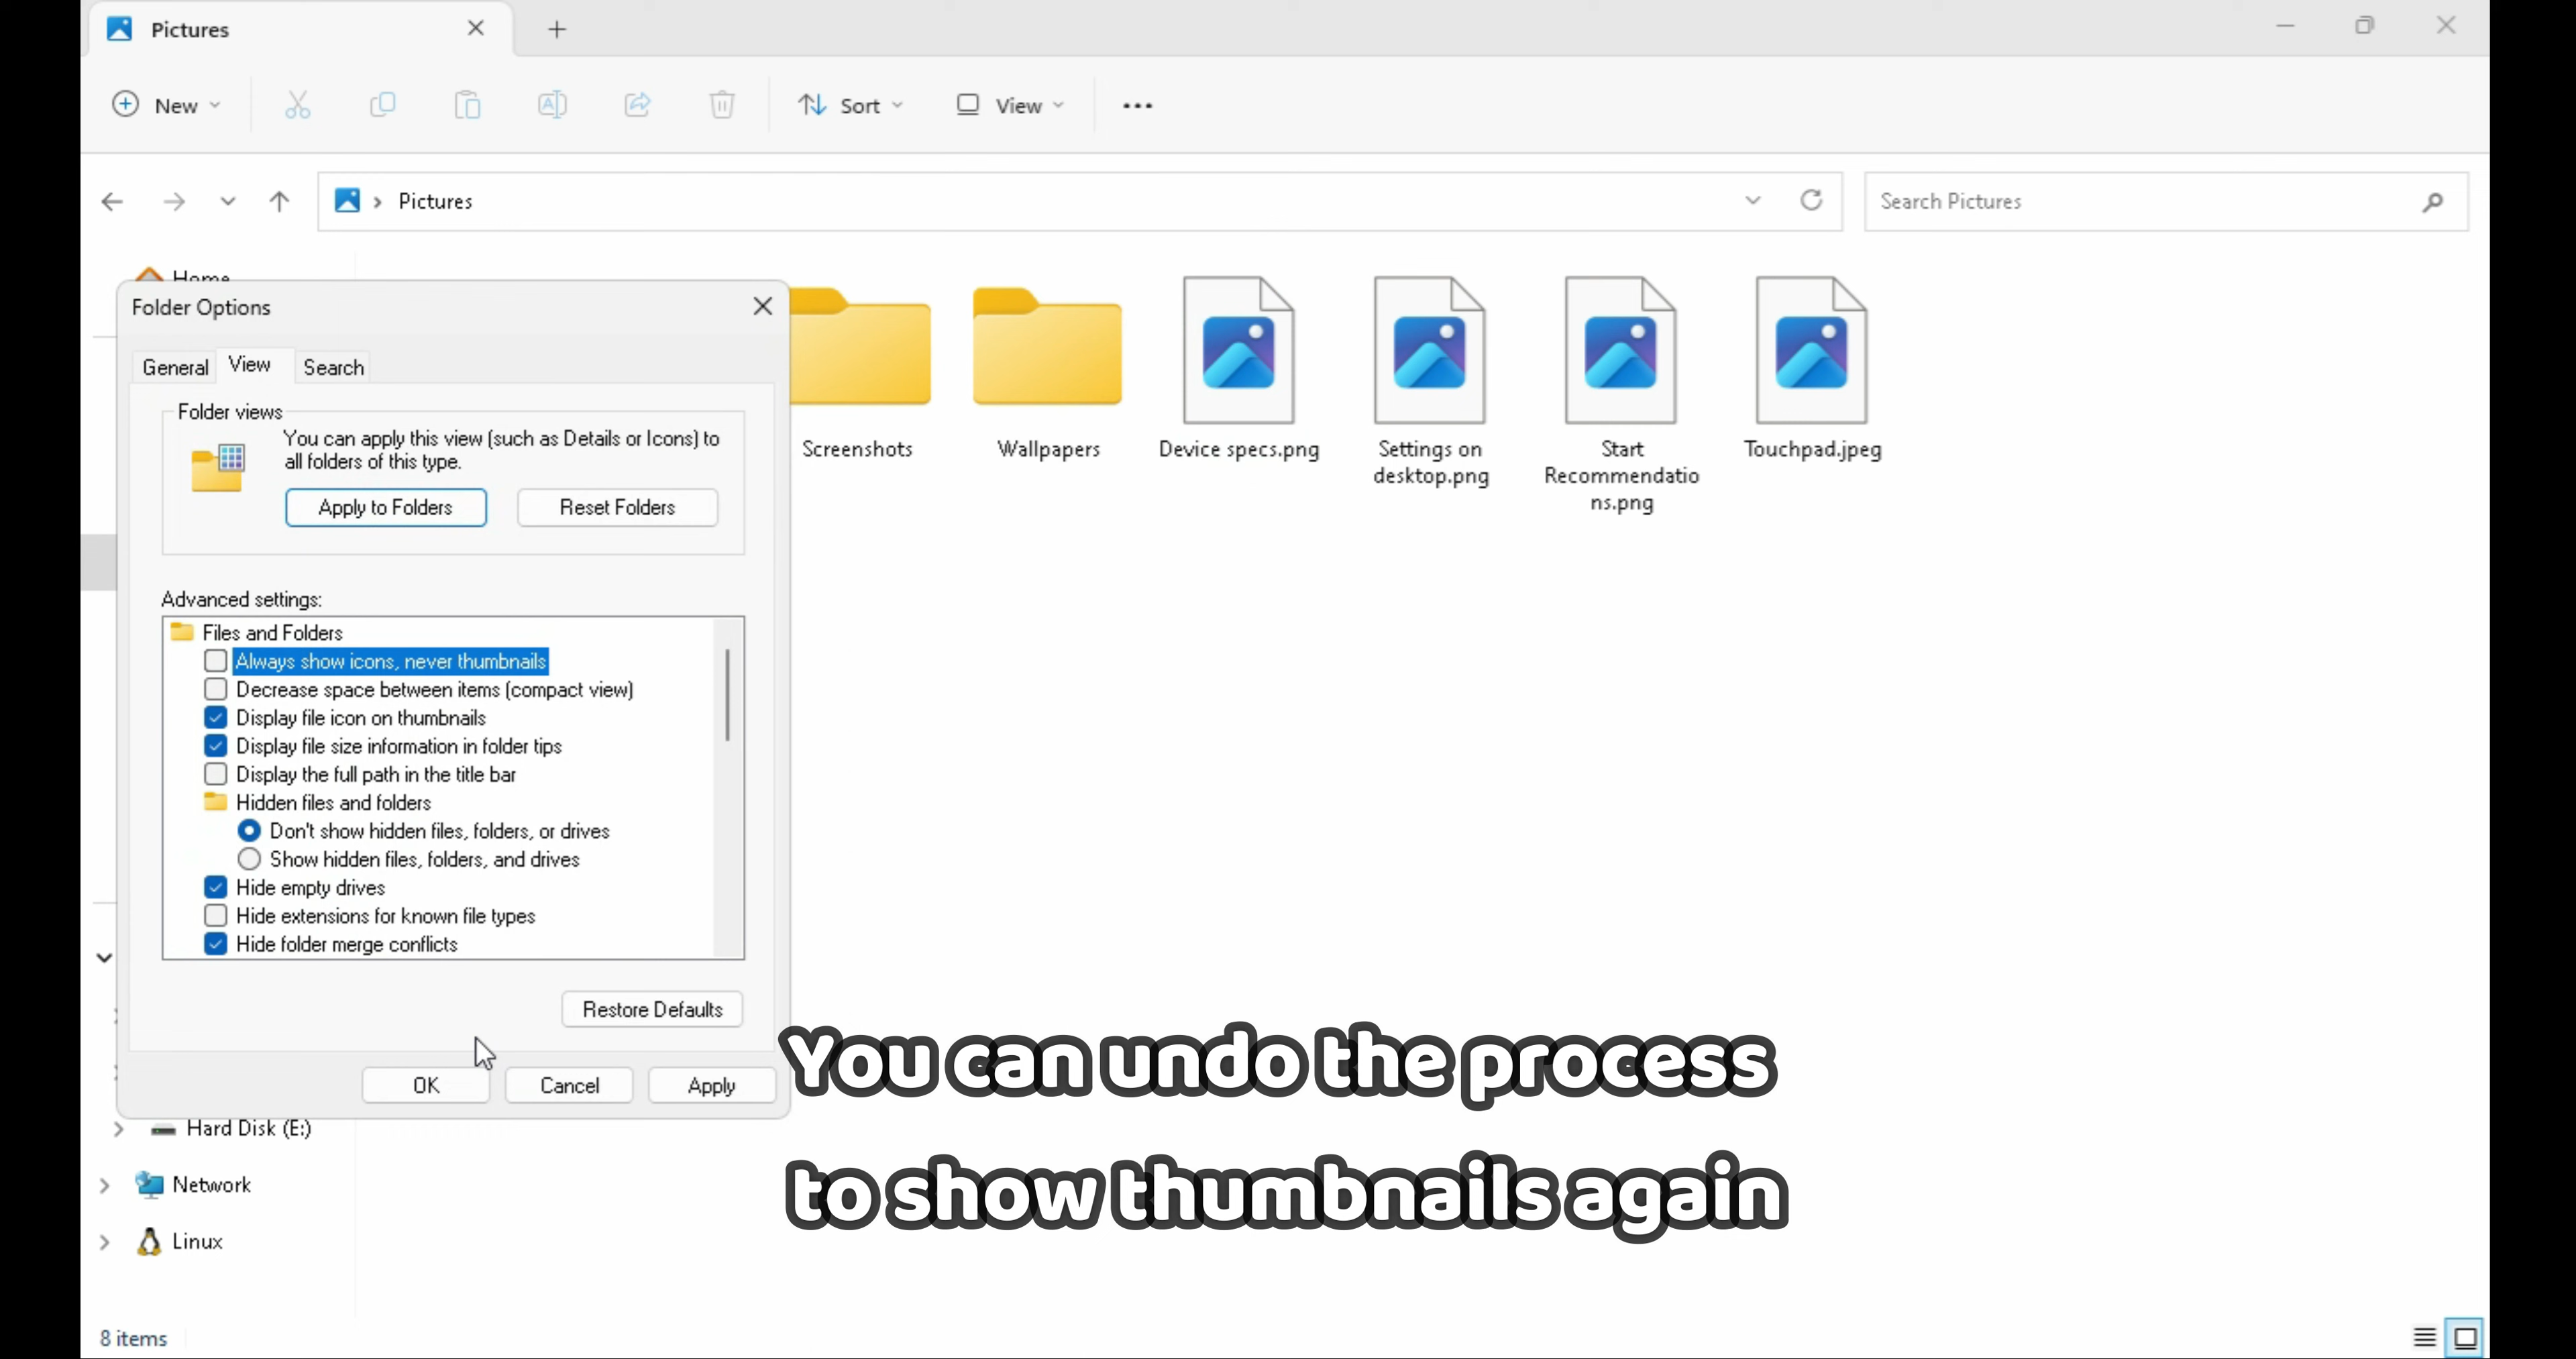 Pictures
New
Sort
View
Pictures
Search Pictures
Home
Folder Options
General
View
Search
Folder views
You can apply this view (such as Details or Icons) to
all folders of this type.
Apply to Folders
Reset Folders
Advanced settings:
Files and Folders
Always show icons, never thumbnails
Decrease space between items (compact view)
Display file icon on thumbnails
Display file size information in folder tips
Display the full path in the title bar
Hidden files and folders
Don't show hidden files, folders, or drives
Show hidden files, folders, and drives
Hide empty drives
Hide extensions for known file types
Hide folder merge conflicts
Restore Defaults
OK
Cancel
Apply
Screenshots
Wallpapers
Device specs.png
Settings on
desktop.png
Start
Recommendatio
ns.png
Touchpad.jpeg
Hard Disk (E:)
Network
Linux
You can undo the process
to show thumbnails again
8 items